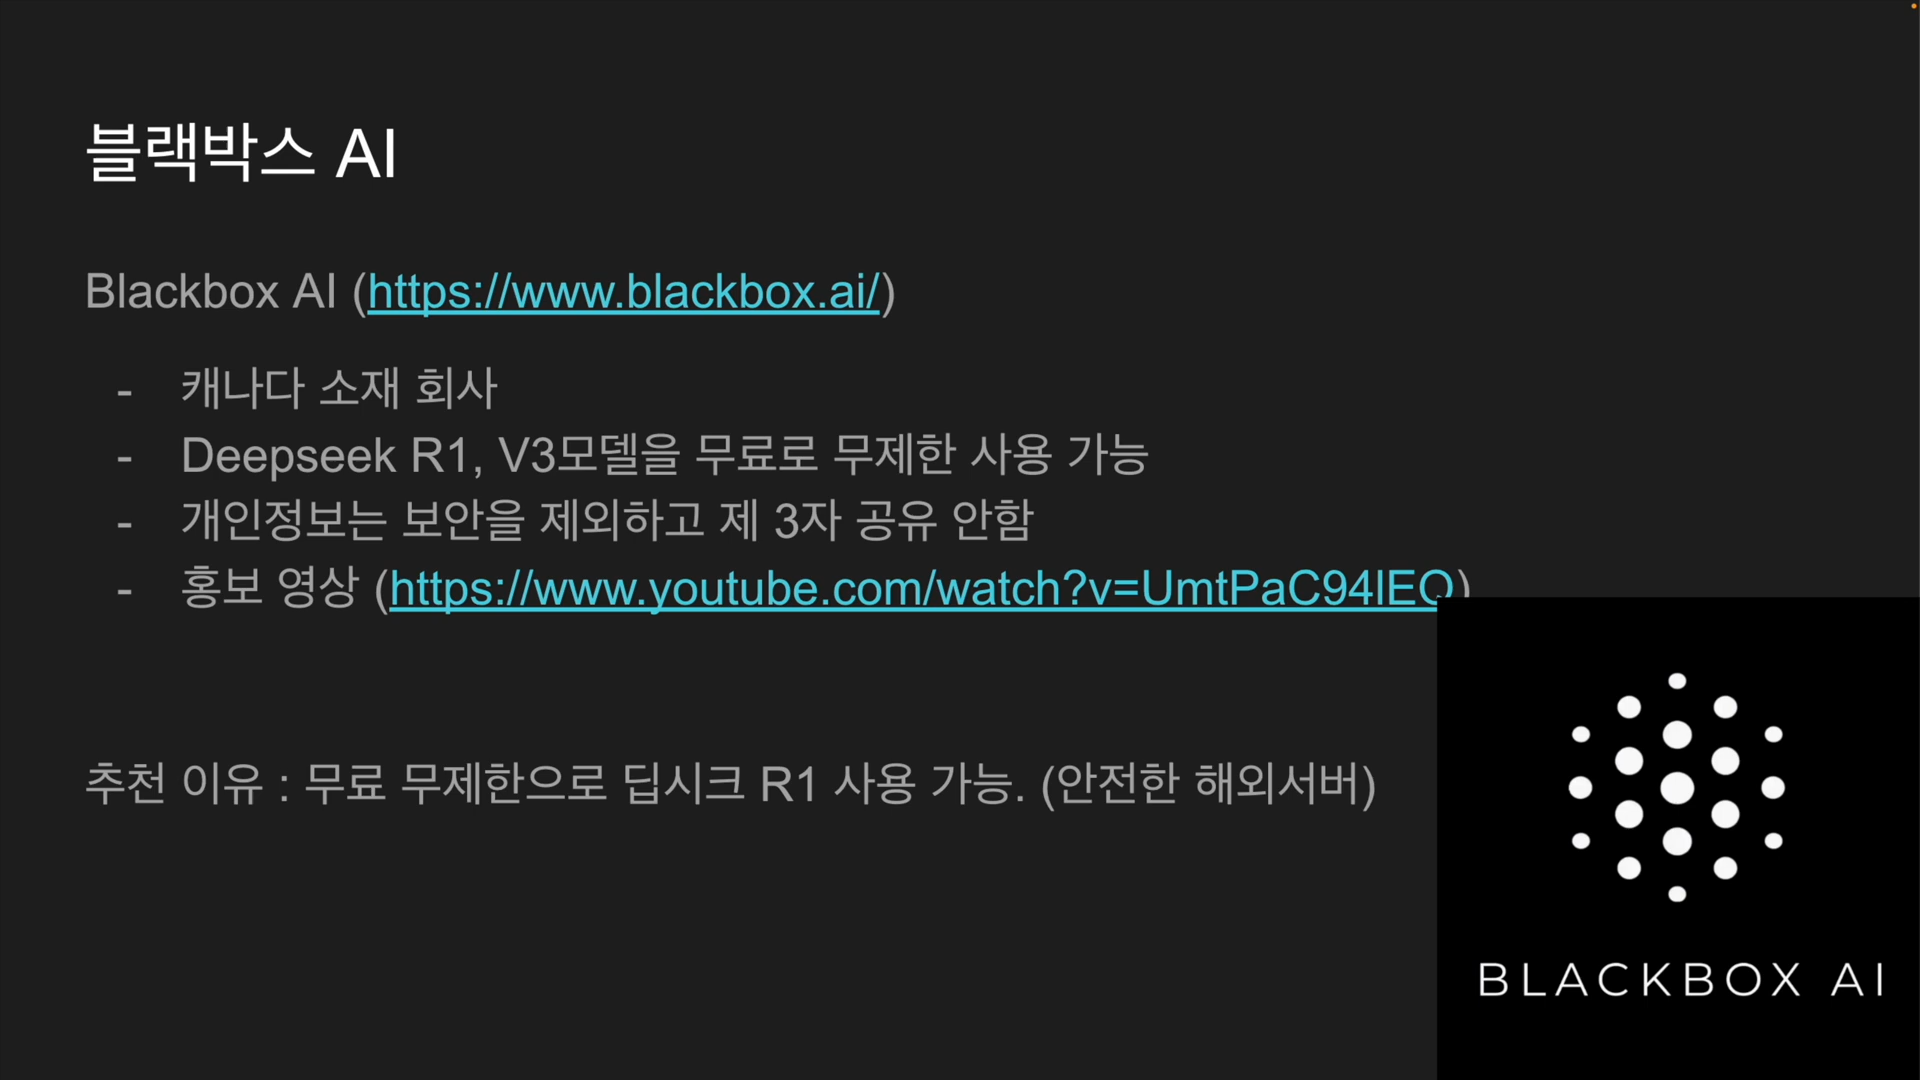 블랙박스 AI
Blackbox AI (https://www.blackbox.ai/)
- 캐나다 소재 회사
- Deepseek R1, V3모델을 무료로 무제한 사용 가능
- 개인정보는 보안을 제외하고 제 3자 공유 안함
- 홍보 영상 (https://www.youtube.com/watch?v=UmtPaC94lEQ)
추천 이유 : 무료 무제한으로 딥시크 R1 사용 가능. (안전한 해외서버)
BLACKBOX AI